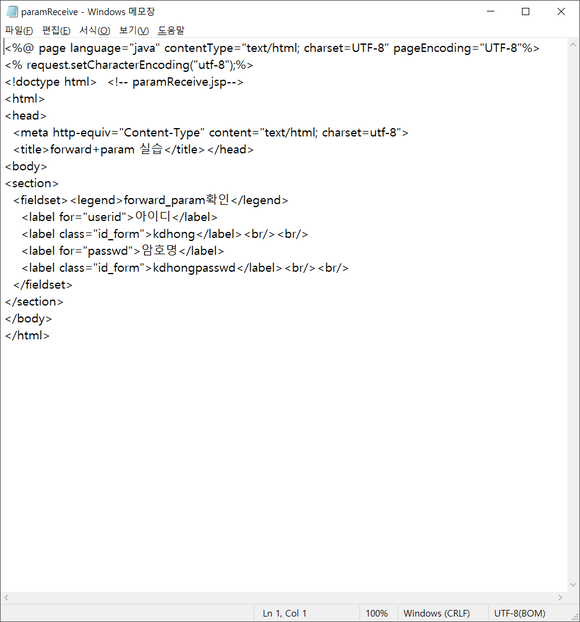 paramReceive - Windows 메모장
파일(F) 편집(E) 서식(O) 보기(V) 도움말
<%@ page language="java" contentType="text/html; charset=UTF-8" pageEncoding="UTF-8"%>
<% request.setCharacterEncoding("utf-8");%>
<!doctype html>   <!-- paramReceive.jsp-->
<html>
<head>
  <meta http-equiv="Content-Type" content="text/html; charset=utf-8">
  <title>forward+param 실습</title></head>
<body>
<section>
  <fieldset><legend>forward_param확인</legend>
    <label for="userid">아이디</label>
    <label class="id_form">kdhong</label><br/><br/>
    <label for="passwd">암호명</label>
    <label class="id_form">kdhongpasswd</label><br/><br/>
  </fieldset>
</section>
</body>
</html>
Ln 1, Col 1 100% Windows (CRLF) UTF-8(BOM)